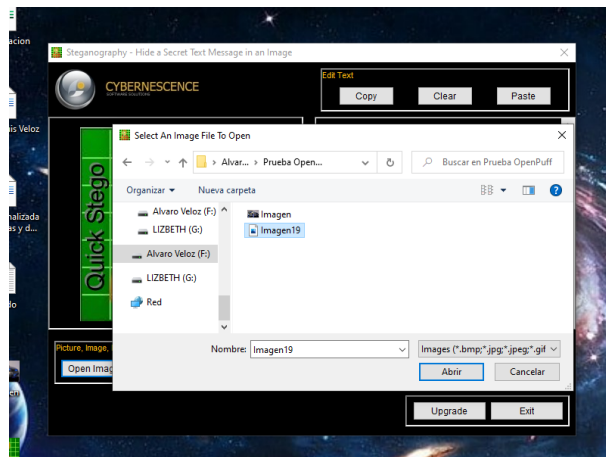 acion
Steganography - Hide a Secret Text Message in an Image
CYBERNESCENCE
SOFTWARE SOLUTIONS
Edit Text
Copy Clear Paste
is Veloz
Select An Image File To Open
Alvar... > Prueba Open...
Buscar en Prueba OpenPuff
Organizar Nueva carpeta
Quick Stego
Alvaro Veloz (F:)
LIZBETH (G:)
Alvaro Veloz (F:)
LIZBETH (G:)
Red
Imagen
Imagen19
nalizada
as y d...
do
Nombre: Imagen19
Images (*.bmp;*.jpg;*.jpeg;*.gif
Abrir Cancelar
Picture, Image,
Open Imag
Upgrade Exit